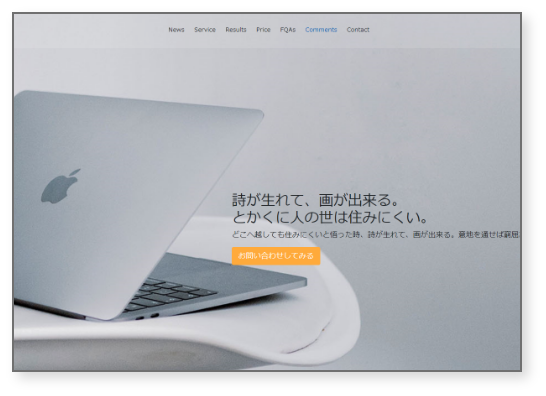 News Service Results Price FQAs Comments Contact
詩が生れて、画が出来る。
とかくに人の世は住みにくい。
どこへ越しても住みにくいと悟った時、詩が生れて、画が出来る。意地を通せば窮屈
お問い合わせしてみる